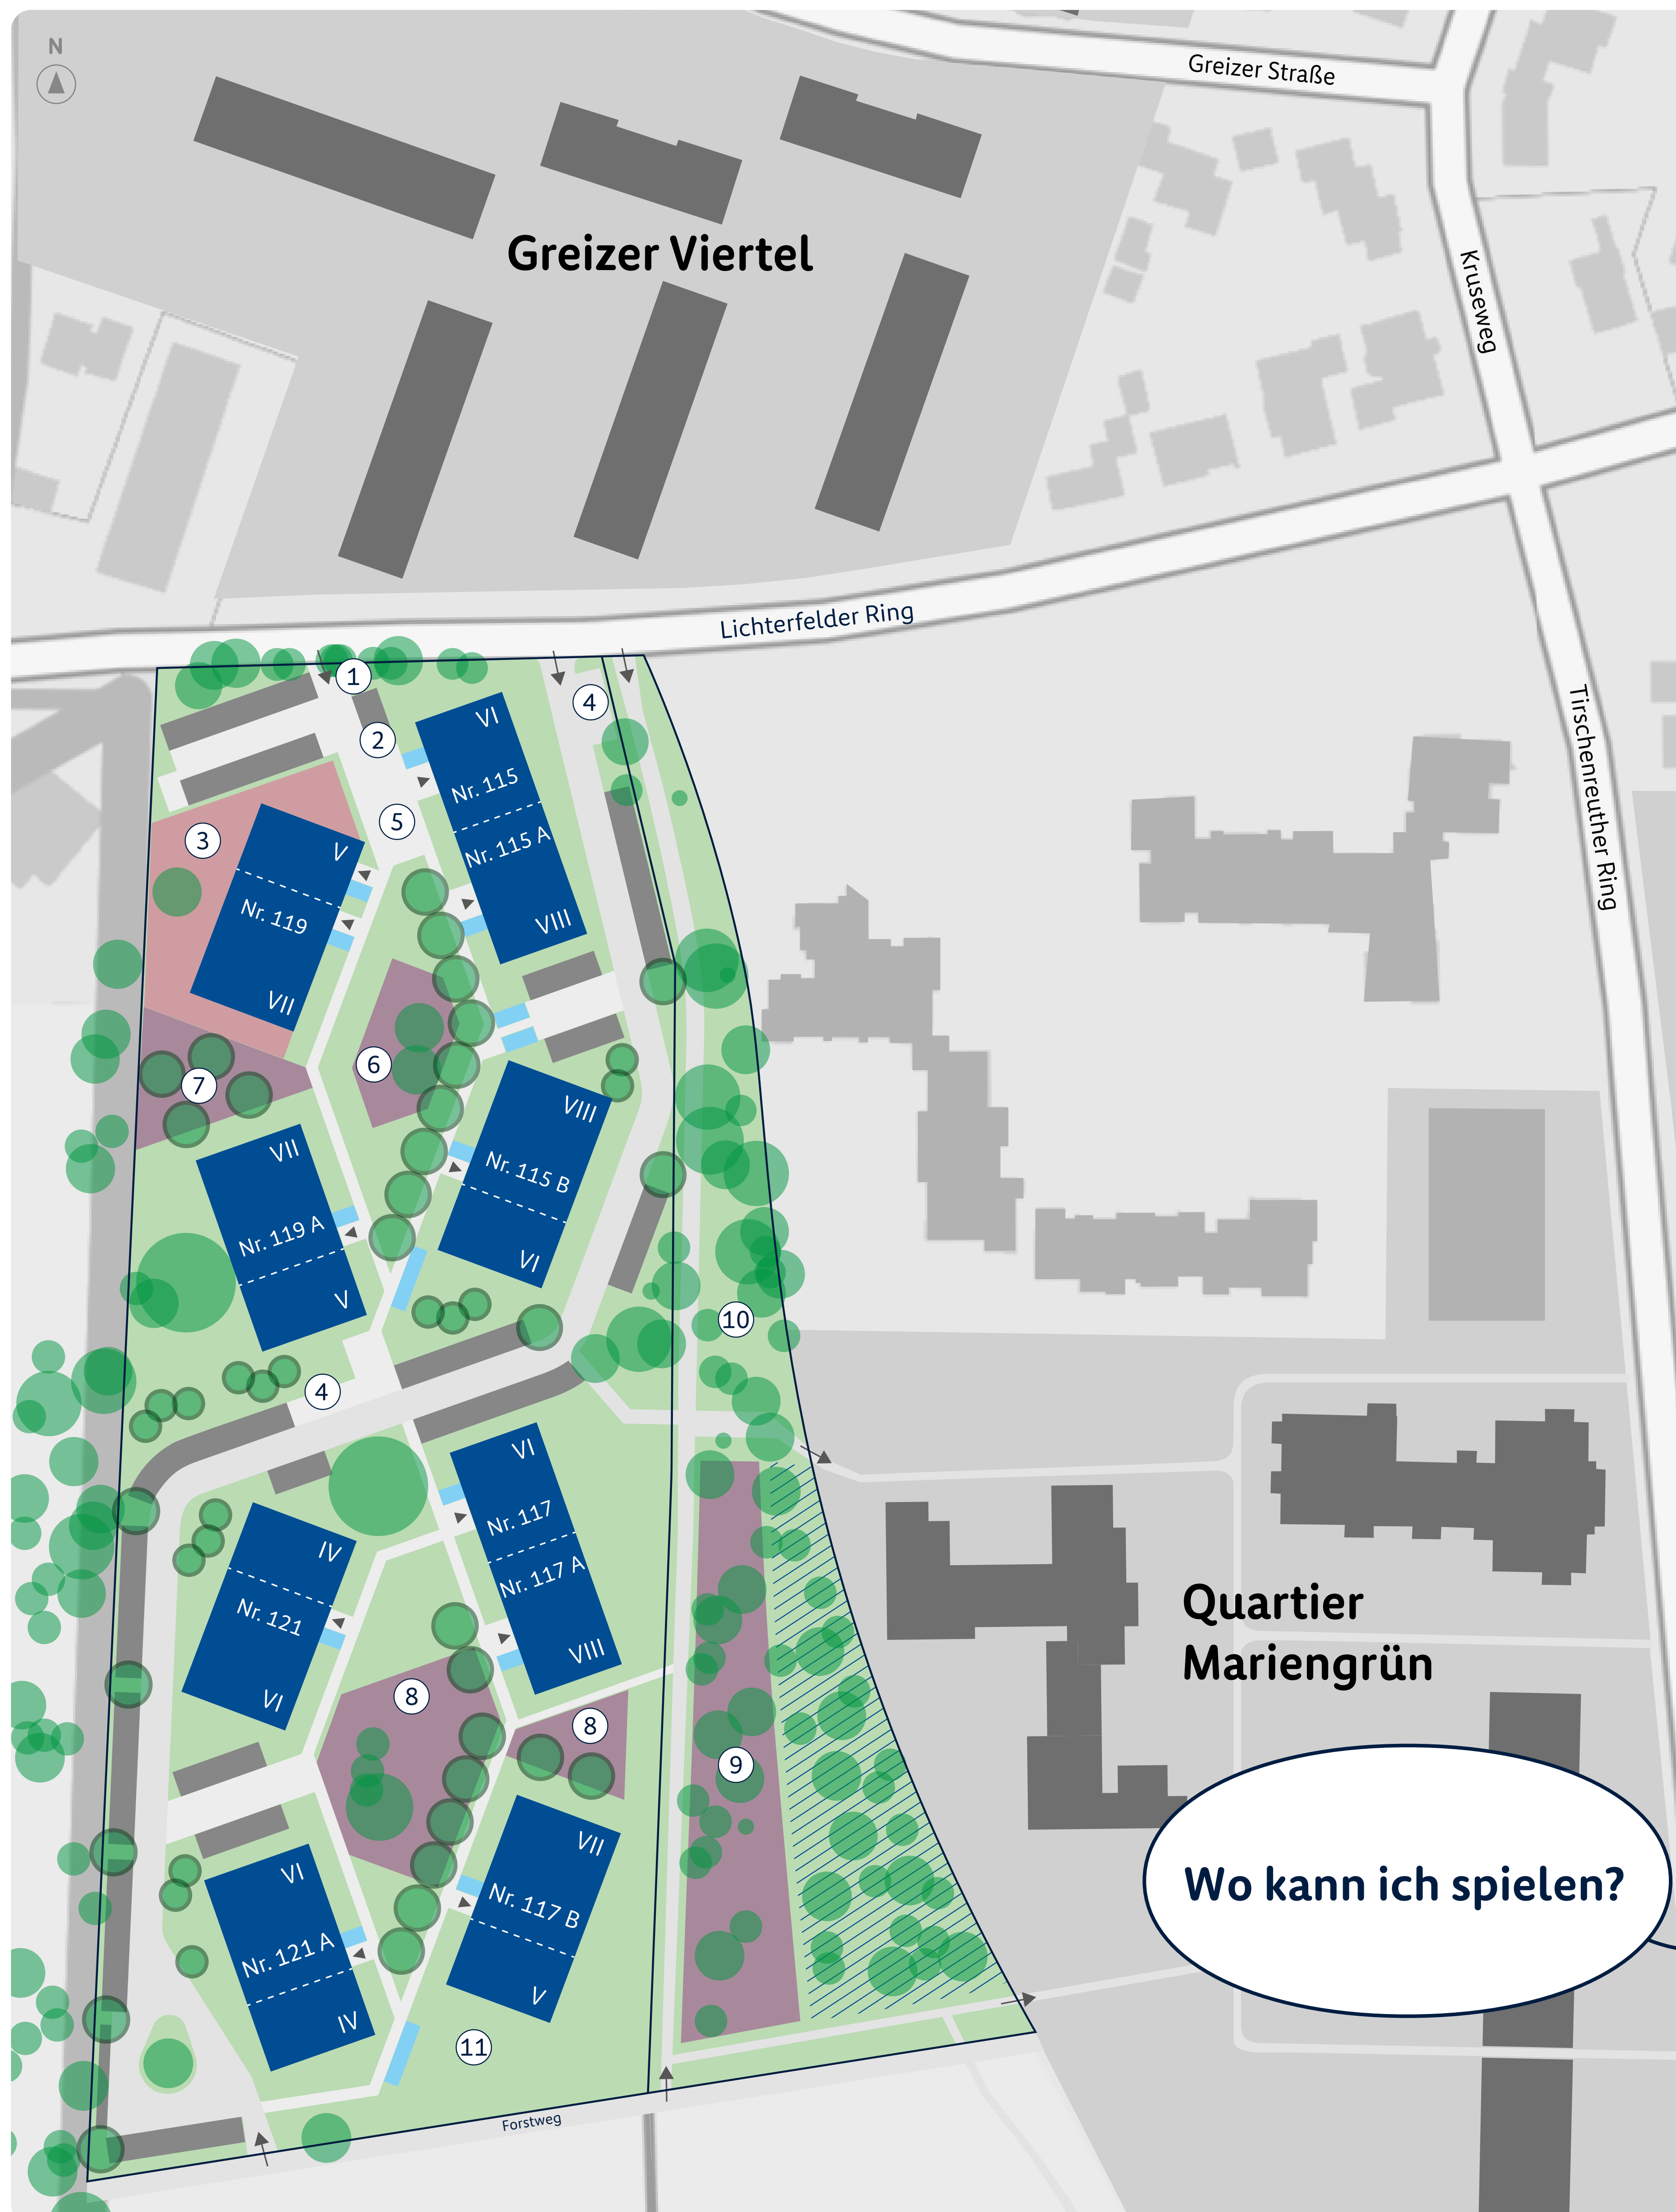 N
Greizer Straße
Greizer Viertel
Kruseweg
Lichterfelder Ring
Tirschenreuther Ring
1
4
2
VI
Nr. 115
5
3
V
Nr. 115 A
Nr. 119
VIII
VII
6
7
VIII
VII
Nr. 115 B
Nr. 119 A
VI
V
10
4
VI
Nr. 117
IV
Nr. 117 A
Nr. 121
VIII
VI
8
8
9
Quartier
Mariengrün
VII
VI
Nr. 117 B
Nr. 121 A
V
IV
11
Wo kann ich spielen?
Forstweg